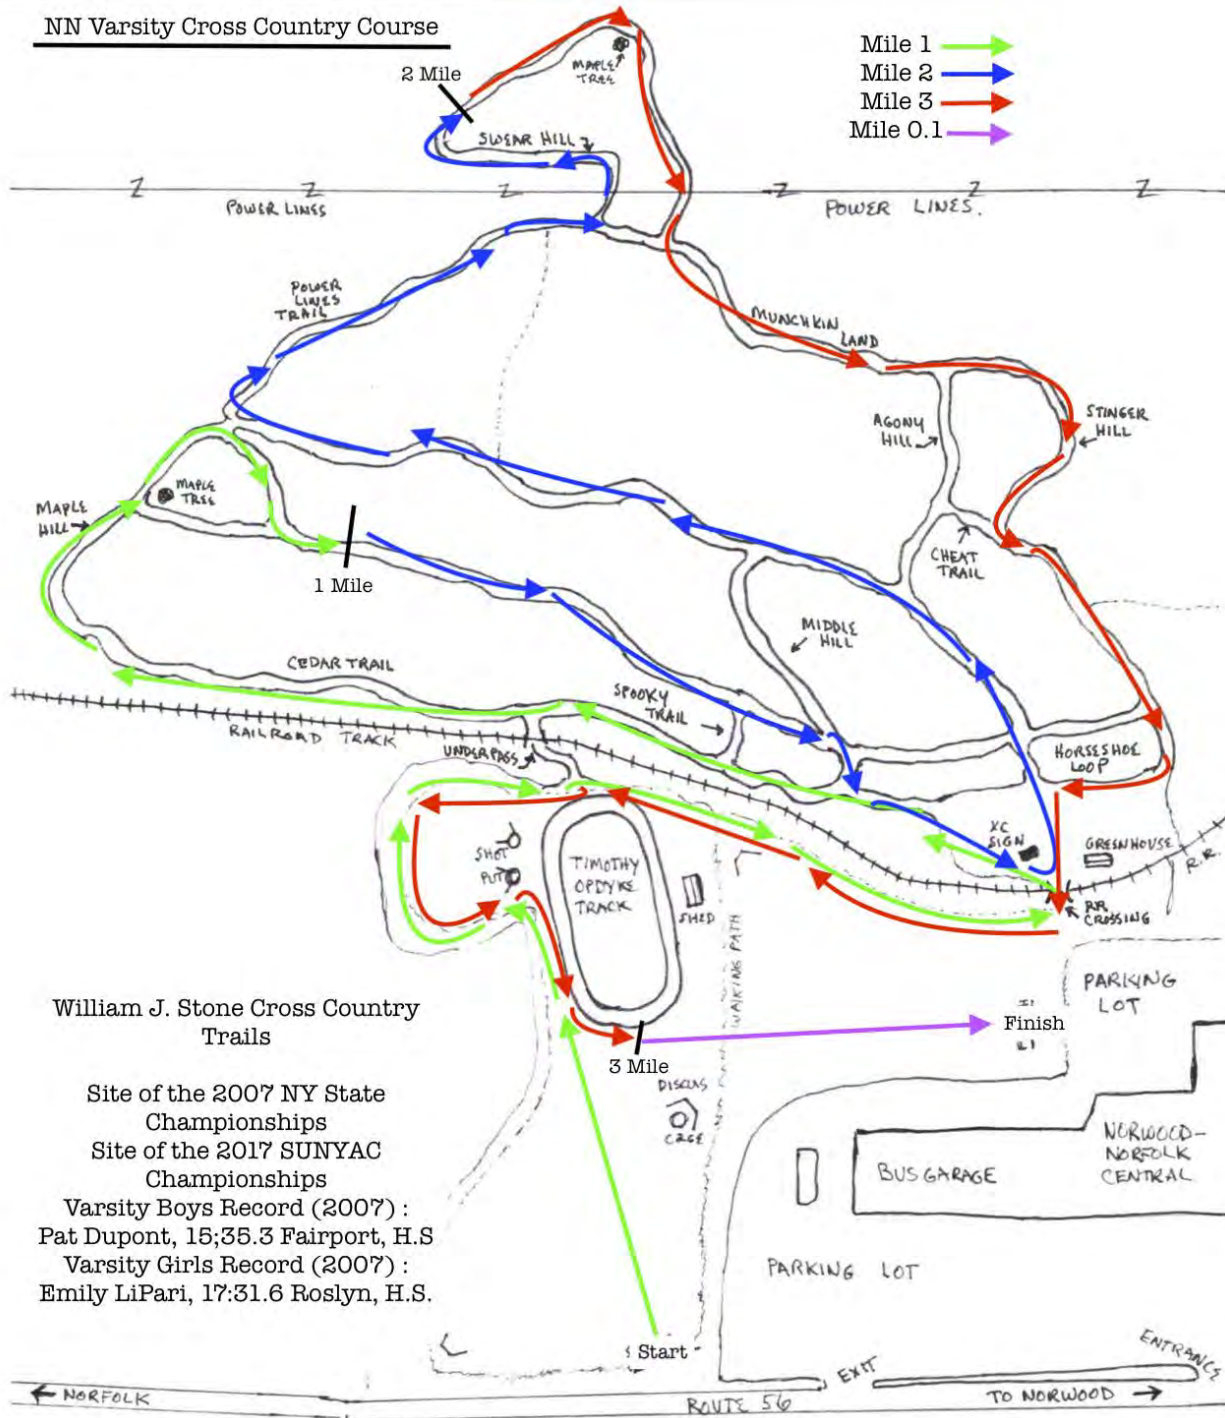 NN Varsity Cross Country Course
Mile 1
Mile 2
Mile 3
Mile 0.1
2 Mile
MAPLE
TREE
SWEAR HILL
POWER LINES
POWER LINES.
POWER
LINES
TRAIL
MUNCHKIN
LAND
AGONY
HILL
STINGER
HILL
MAPLE
TREE
MAPLE
HILL
1 Mile
CHEAT
TRAIL
MIDDLE
HILL
CEDAR TRAIL
SPOOKY
TRAIL
RAILROAD TRACK
UNDERPASS
HORSESHOE
LOOP
XC
SIGN
GREENHOUSE
R.R.
SHOT
PUT
TIMOTHY
OPDYKE
TRACK
SHED
WALKING PATH
RR
CROSSING
PARKING
LOT
William J. Stone Cross Country
Trails
Finish
3 Mile
DISCUS
CAGE
Site of the 2007 NY State
Championships
Site of the 2017 SUNYAC
Championships
Varsity Boys Record (2007) :
Pat Dupont, 15;35.3 Fairport, H.S
Varsity Girls Record (2007) :
Emily LiPari, 17:31.6 Roslyn, H.S.
BUS GARAGE
NORWOOD-
NORFOLK
CENTRAL
PARKING LOT
Start
EXIT
ENTRANCE
NORFOLK
ROUTE 56
TO NORWOOD